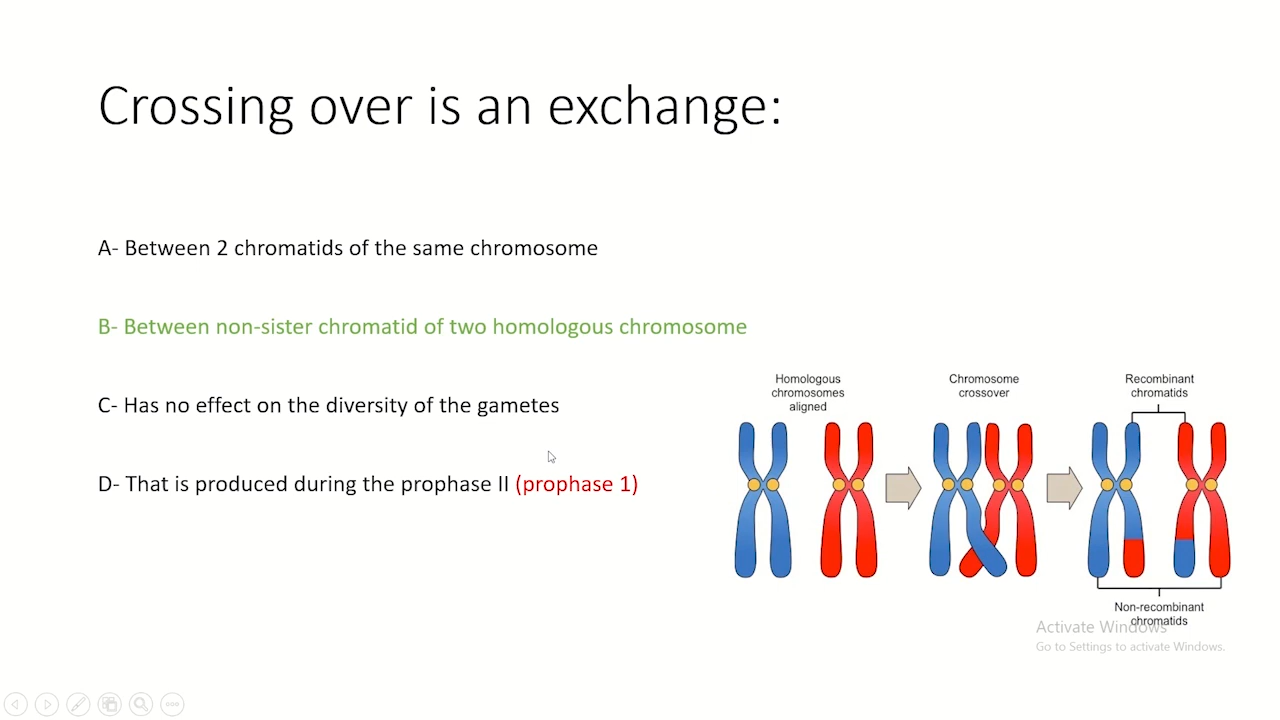 Crossing over is an exchange:
A- Between 2 chromatids of the same chromosome
B- Between non-sister chromatid of two homologous chromosome
C- Has no effect on the diversity of the gametes
D- That is produced during the prophase II (prophase 1)
Homologous
chromosomes
aligned
Chromosome
crossover
Recombinant
chromatids
Non-recombinant
chromatids
Activate Windows
Go to Settings to activate Windows.